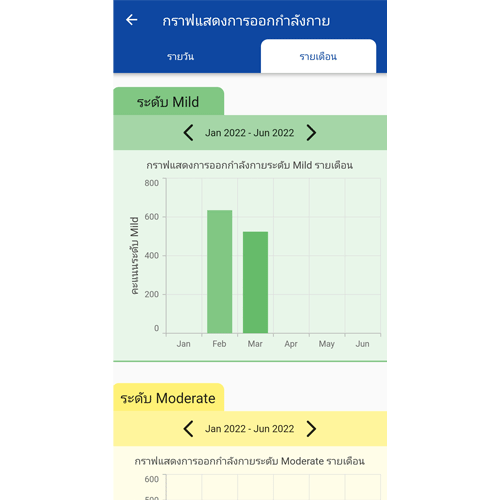 กราฟแสดงการออกกำลังกาย
รายวัน
รายเดือน
ระดับ Mild
Jan 2022 - Jun 2022
กราฟแสดงการออกกำลังกายระดับ Mild รายเดือน
คะแนนระดับ Mild
800
600
400
200
0
Jan Feb Mar Apr May Jun
ระดับ Moderate
Jan 2022 - Jun 2022
กราฟแสดงการออกกำลังกายระดับ Moderate รายเดือน
600
500